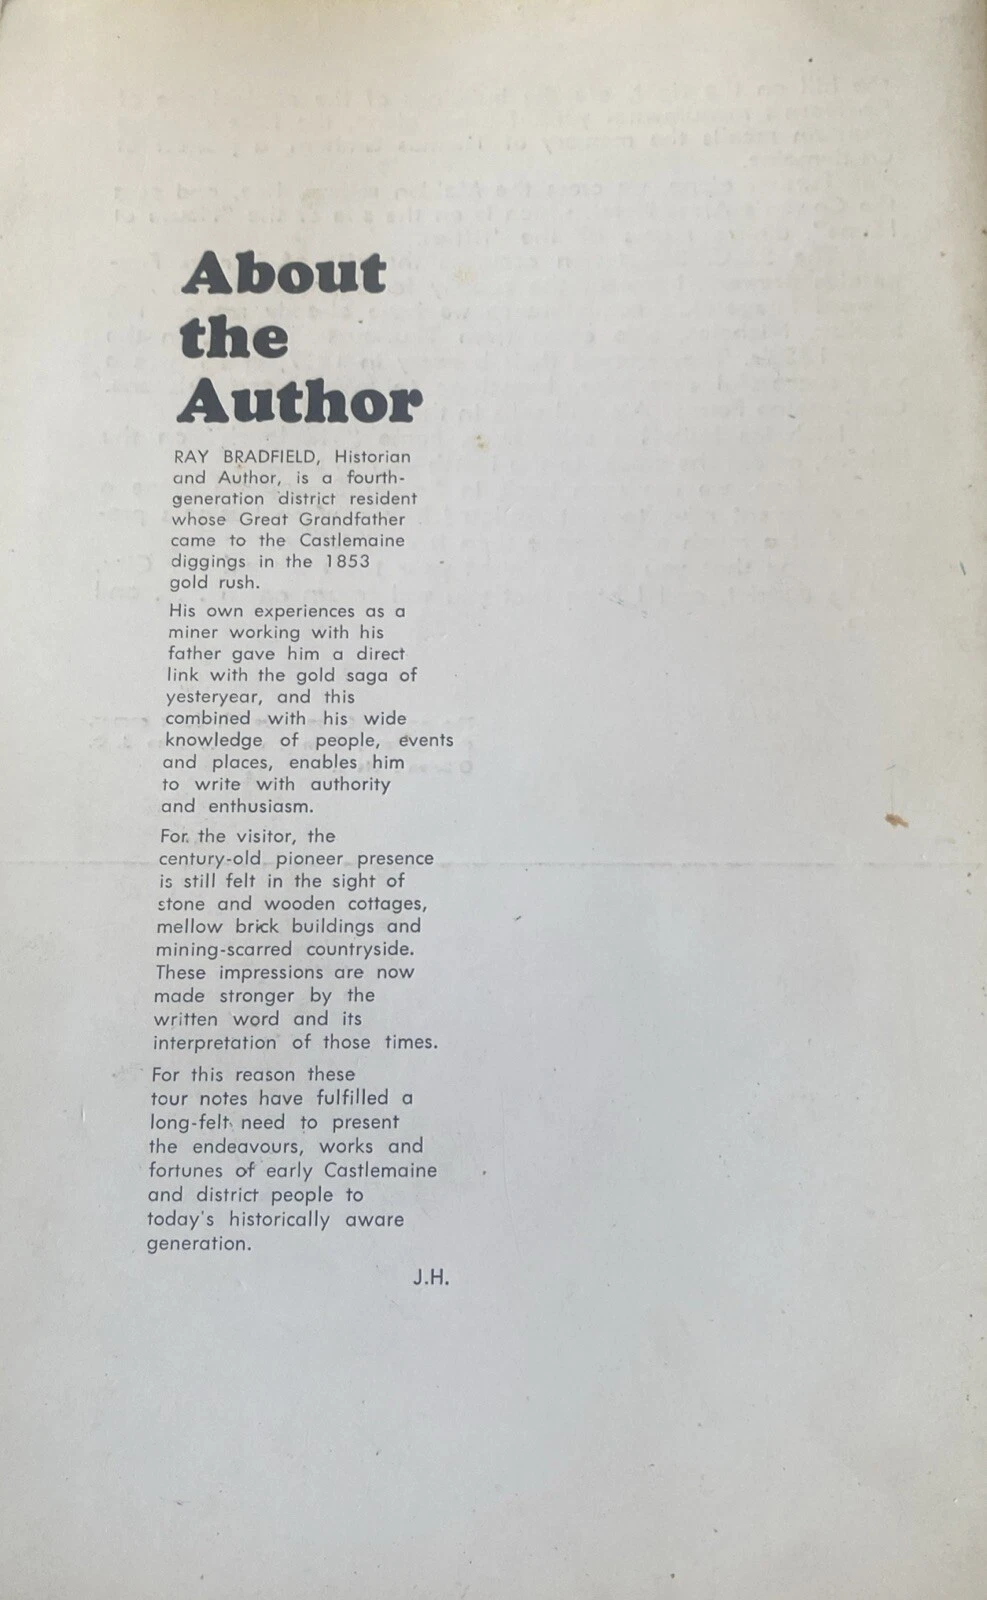 About
the
Author
RAY BRADFIELD, Historian
and Author, is a fourth-
generation district resident
whose Great Grandfather
came to the Castlemaine
diggings in the 1853
gold rush.
His own experiences as a
miner working with his
father gave him a direct
link with the gold saga of
yesteryear, and this
combined with his wide
knowledge of people, events
and places, enables him
to write with authority
and enthusiasm.
For the visitor, the
century-old pioneer presence
is still felt in the sight of
stone and wooden cottages,
mellow brick buildings and
mining-scarred countryside.
These impressions are now
made stronger by the
written word and its
interpretation of those times.
For this reason these
tour notes have fulfilled a
long-felt need to present
the endeavours, works and
fortunes of early Castlemaine
and district people to
today's historically aware
generation.
J.H.